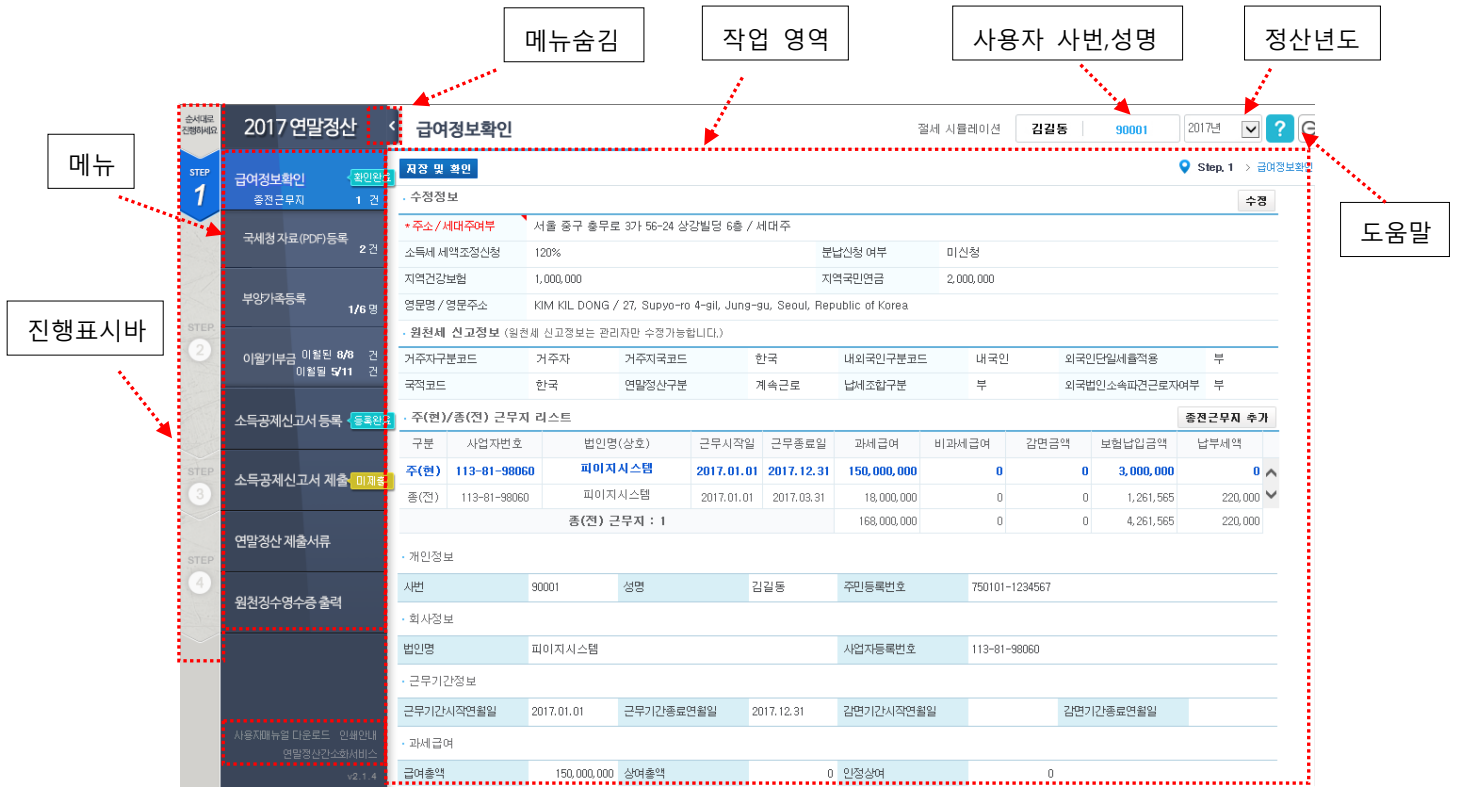 메뉴숨김
작업 영역
사용자 사번,성명
정산년도
메뉴
진행표시바
도움말
순서대로
진행하세요
STEP
1
STEP.
2
STEP
3
STEP
4
2017 연말정산
급여정보확인 확인완료
종전근무지 1 건
국세청 자료(PDF)등록
2 건
부양가족등록
1/6 명
이월기부금 이월된 8/8 건
이월될 5/11 건
소득공제신고서 등록 등록완료
소득공제신고서 제출 미제출
연말정산 제출서류
원천징수영수증 출력
사용자매뉴얼 다운로드 인쇄안내
연말정산간소화서비스
v2.1.4
급여정보확인
절세 시뮬레이션 김길동 90001 2017년 ?
저장 및 확인 Step. 1 > 급여정보확인
· 수정정보 수정
* 주소 / 세대주여부 서울 중구 충무로 3가 56-24 상강빌딩 6층 / 세대주
소득세 세액조정신청 120% 분납신청 여부 미신청
지역건강보험 1,000,000 지역국민연금 2,000,000
영문명 / 영문주소 KIM KIL DONG / 27, Supyo-ro 4-gil, Jung-gu, Seoul, Republic of Korea
· 원천세 신고정보 (원천세 신고정보는 관리자만 수정가능합니다.)
거주자구분코드 거주자 거주지국코드 한국 내외국인구분코드 내국인 외국인단일세율적용 부
국적코드 한국 연말정산구분 계속근로 납세조합구분 부 외국법인소속파견근로자여부 부
· 주(현)/종(전) 근무지 리스트 종전근무지 추가
구분 사업자번호 법인명(상호) 근무시작일 근무종료일 과세급여 비과세급여 감면금액 보험납입금액 납부세액
주(현) 113-81-98060 피이지시스템 2017.01.01 2017.12.31 150,000,000 0 0 3,000,000 0
종(전) 113-81-98060 피이지시스템 2017.01.01 2017.03.31 18,000,000 0 0 1,261,565 220,000
종(전) 근무지 : 1 168,000,000 0 0 4,261,565 220,000
· 개인정보
사번 90001 성명 김길동 주민등록번호 750101-1234567
· 회사정보
법인명 피이지시스템 사업자등록번호 113-81-98060
· 근무기간정보
근무기간시작연월일 2017.01.01 근무기간종료연월일 2017.12.31 감면기간시작연월일 감면기간종료연월일
· 과세급여
급여총액 150,000,000 상여총액 0 인정상여 0